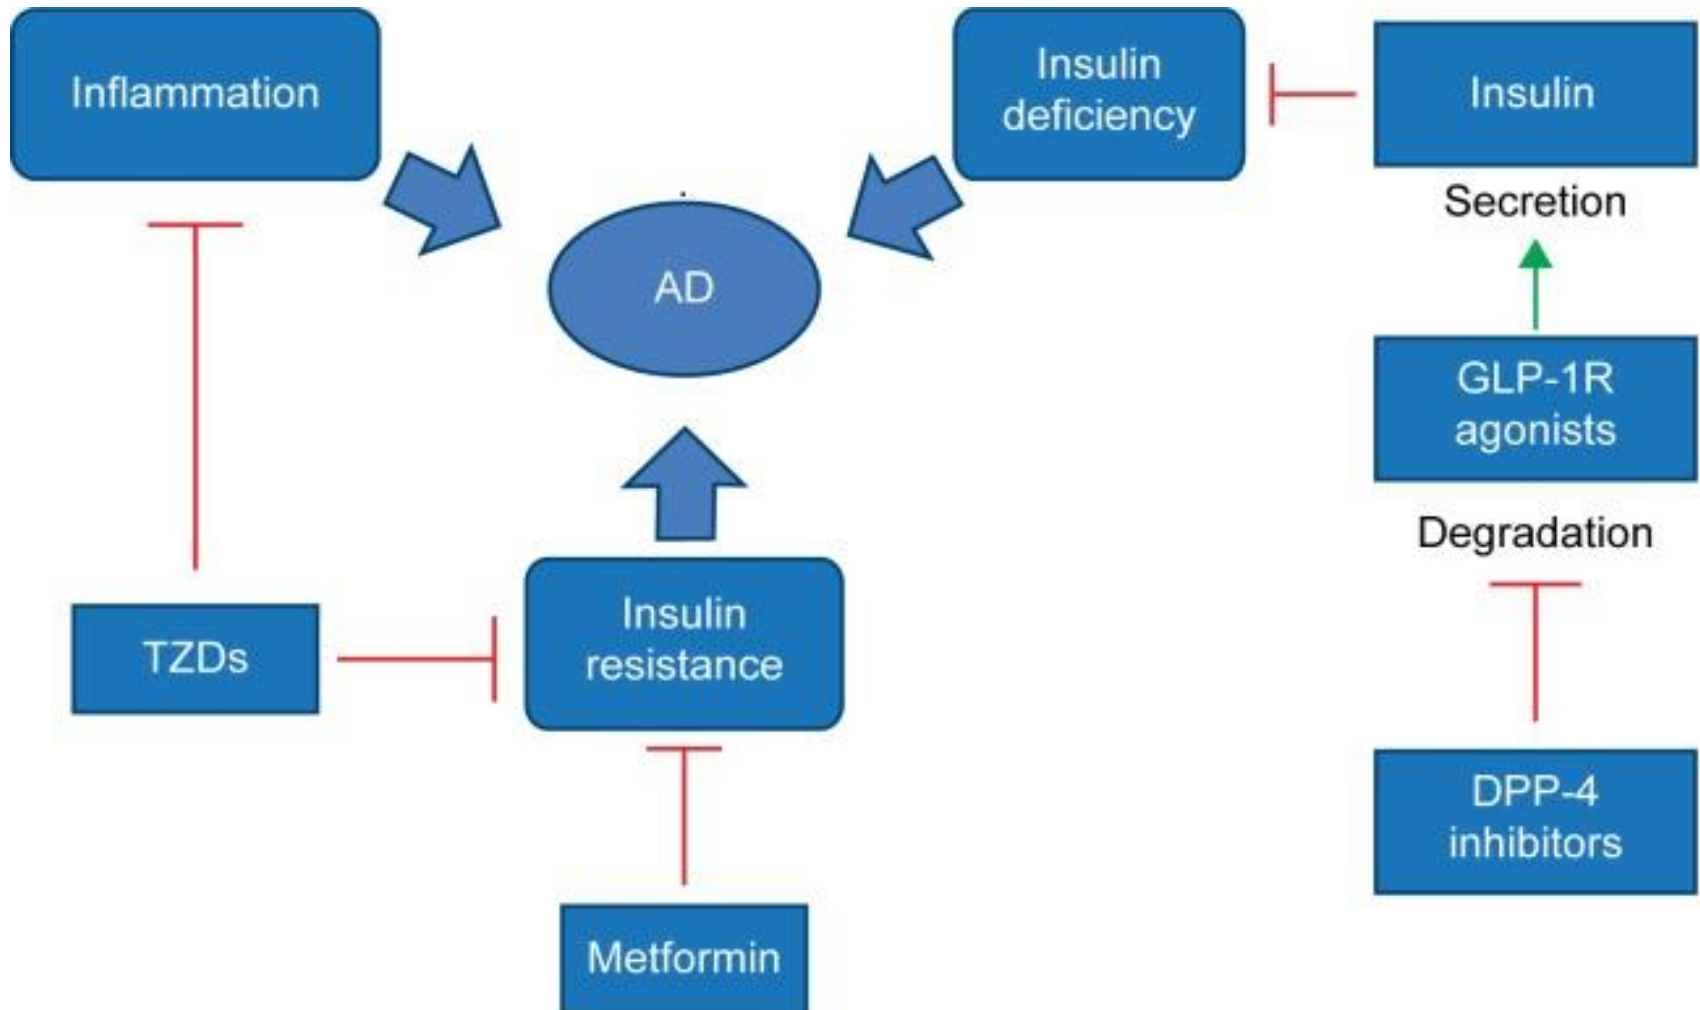 Inflammation
Insulin
deficiency
Insulin
Secretion
AD
GLP-1R
agonists
Degradation
TZDs
Insulin
resistance
DPP-4
inhibitors
Metformin